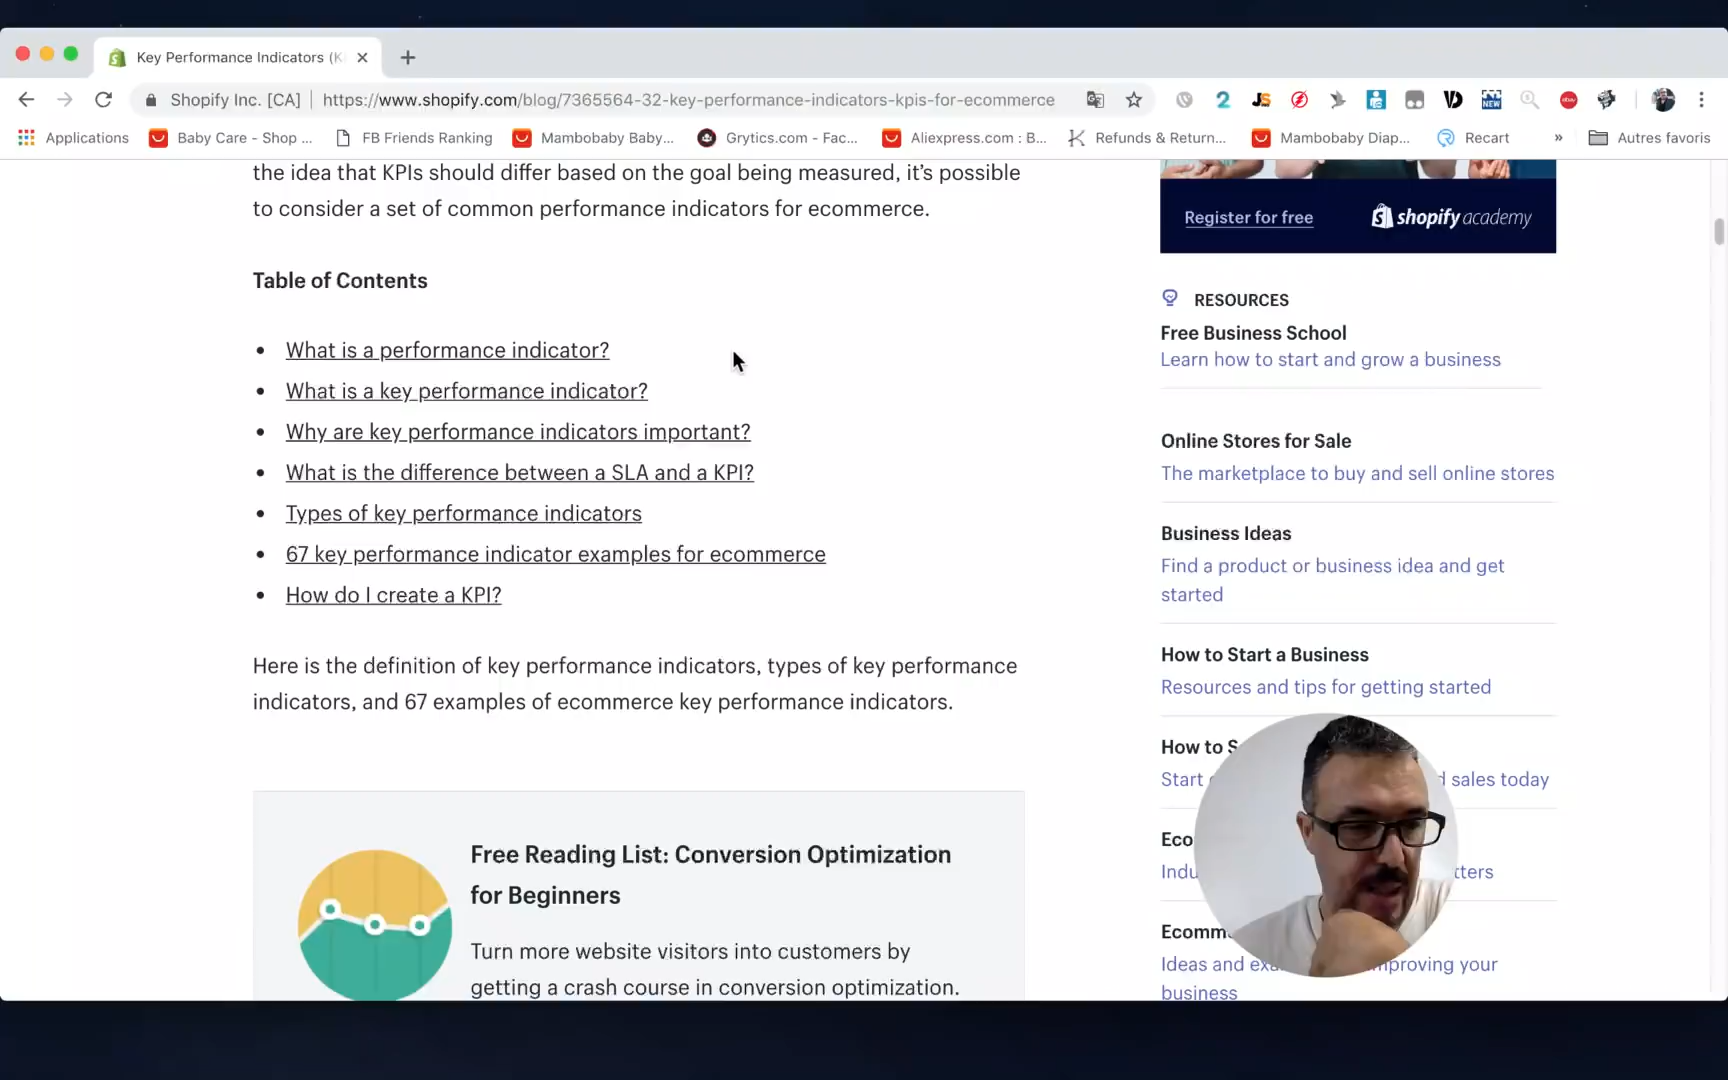 Key Performance Indicators (K
Shopify Inc. [CA] | https://www.shopify.com/blog/7365564-32-key-performance-indicators-kpis-for-ecommerce
2
JS
NEW
ebay
Applications
Baby Care - Shop ...
FB Friends Ranking
Mambobaby Baby...
Grytics.com - Fac...
Aliexpress.com : B...
Refunds & Return...
Mambobaby Diap...
Recart
»
Autres favoris
the idea that KPIs should differ based on the goal being measured, it's possible
to consider a set of common performance indicators for ecommerce.
Table of Contents
• What is a performance indicator?
• What is a key performance indicator?
• Why are key performance indicators important?
• What is the difference between a SLA and a KPI?
• Types of key performance indicators
• 67 key performance indicator examples for ecommerce
• How do I create a KPI?
Here is the definition of key performance indicators, types of key performance
indicators, and 67 examples of ecommerce key performance indicators.
Free Reading List: Conversion Optimization
for Beginners
Turn more website visitors into customers by
getting a crash course in conversion optimization.
Register for free
shopify academy
RESOURCES
Free Business School
Learn how to start and grow a business
Online Stores for Sale
The marketplace to buy and sell online stores
Business Ideas
Find a product or business idea and get
started
How to Start a Business
Resources and tips for getting started
How to S
Start d sales today
Eco
Indu tters
Ecomm
Ideas and exa mproving your
business